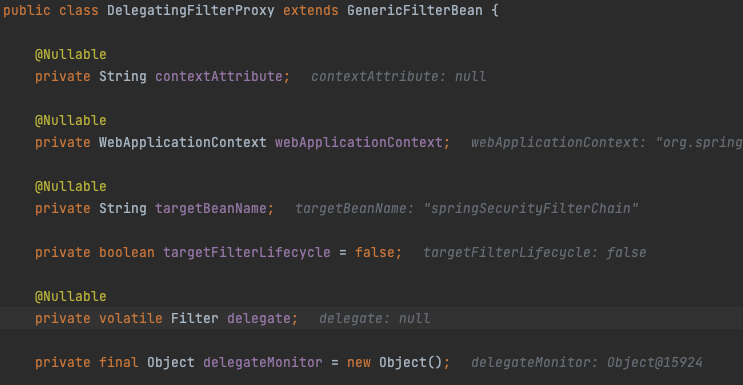 public class DelegatingFilterProxy extends GenericFilterBean {
@Nullable
private String contextAttribute; contextAttribute: null
@Nullable
private WebApplicationContext webApplicationContext; webApplicationContext: "org.spring
@Nullable
private String targetBeanName; targetBeanName: "springSecurityFilterChain"
private boolean targetFilterLifecycle = false; targetFilterLifecycle: false
@Nullable
private volatile Filter delegate; delegate: null
private final Object delegateMonitor = new Object(); delegateMonitor: Object@15924